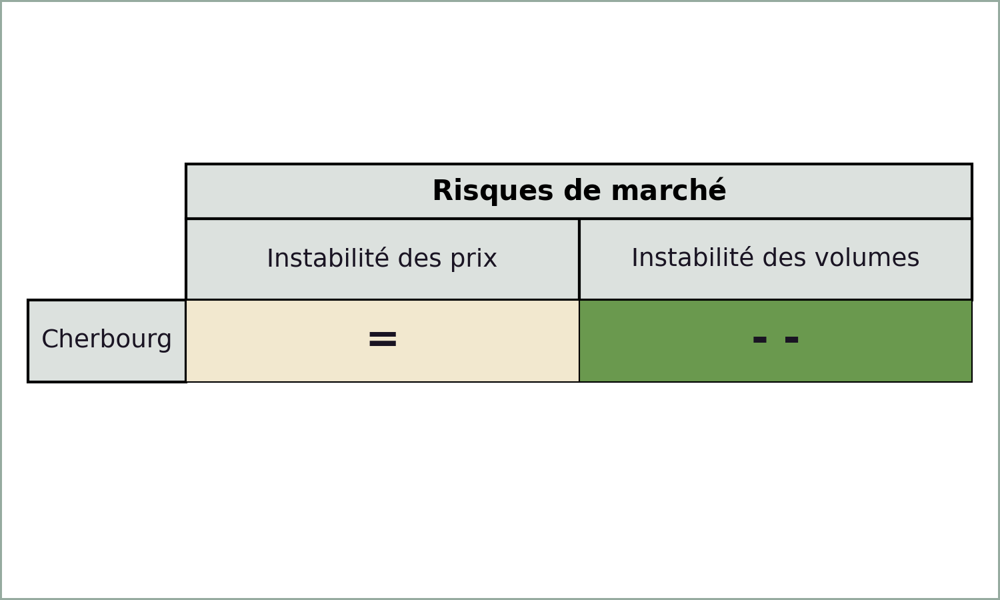 Risques de marché
Instabilité des prix
Instabilité des volumes
Cherbourg
=
- -